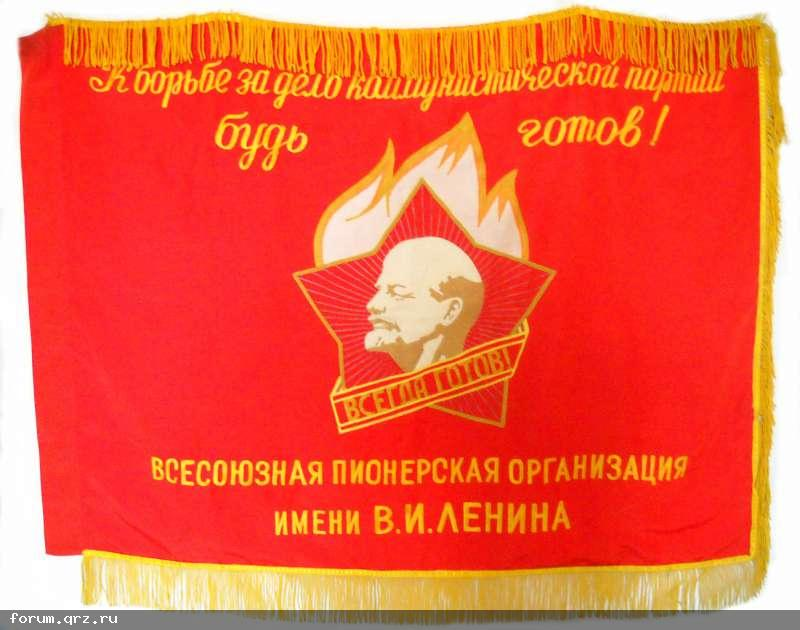 К борьбе за дело коммунистической партии
будь готов!
ВСЕГДА ГОТОВ!
ВСЕСОЮЗНАЯ ПИОНЕРСКАЯ ОРГАНИЗАЦИЯ
ИМЕНИ В.И.ЛЕНИНА
forum.qrz.ru